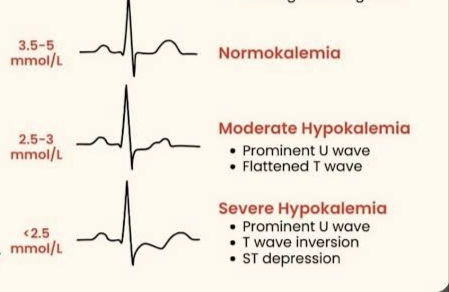 3.5-5
mmol/L
Normokalemia
2.5-3
mmol/L
Moderate Hypokalemia
• Prominent U wave
• Flattened T wave
<2.5
mmol/L
Severe Hypokalemia
• Prominent U wave
• T wave inversion
• ST depression